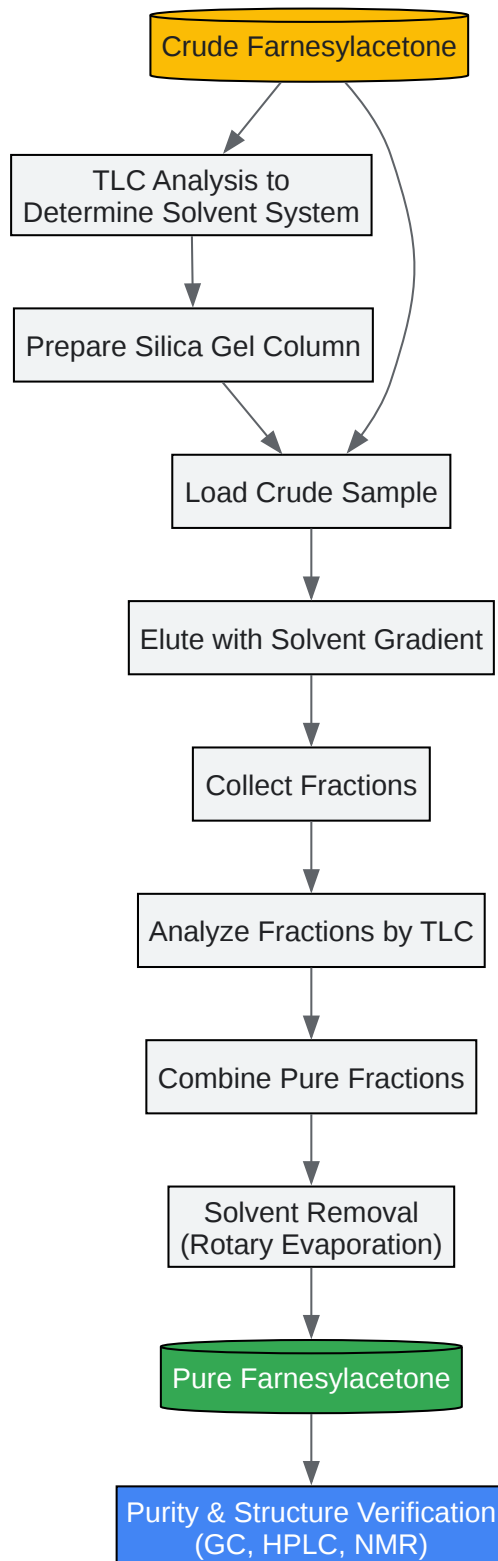 Crude Farnesylacetone
TLC Analysis to
Determine Solvent System
Prepare Silica Gel Column
Load Crude Sample
Elute with Solvent Gradient
Collect Fractions
Analyze Fractions by TLC
Combine Pure Fractions
Solvent Removal
(Rotary Evaporation)
Pure Farnesylacetone
Purity & Structure Verification
(GC, HPLC, NMR)